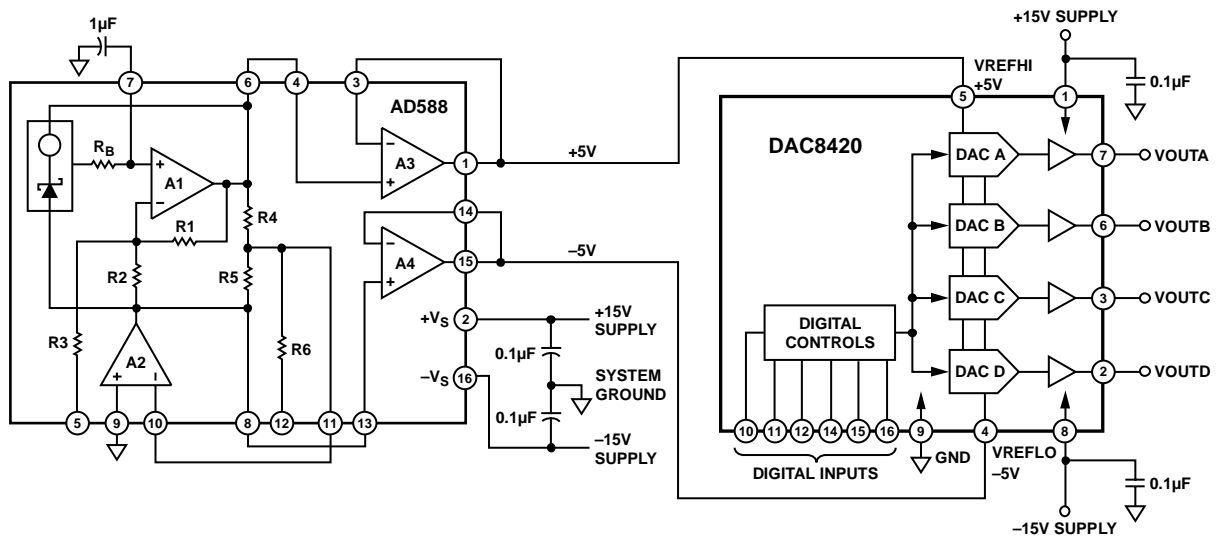 1µF
+15V SUPPLY
7
6
4
3
AD588
VREFHI
+5V
5
1
0.1µF
DAC8420
RB
+
A1
–
–
A3
+
1
+5V
DAC A
7
VOUTA
R4
14
R1
–
A4
+
15
–5V
DAC B
6
VOUTB
R2
R5
DAC C
3
VOUTC
+VS
2
+15V
SUPPLY
DIGITAL
CONTROLS
R3
A2
+
–
R6
0.1µF
SYSTEM
GROUND
–VS
16
DAC D
2
VOUTD
0.1µF
5
9
10
8
12
11
13
–15V
SUPPLY
10
11
12
14
15
16
9
4
8
GND
VREFLO
–5V
DIGITAL INPUTS
0.1µF
–15V SUPPLY